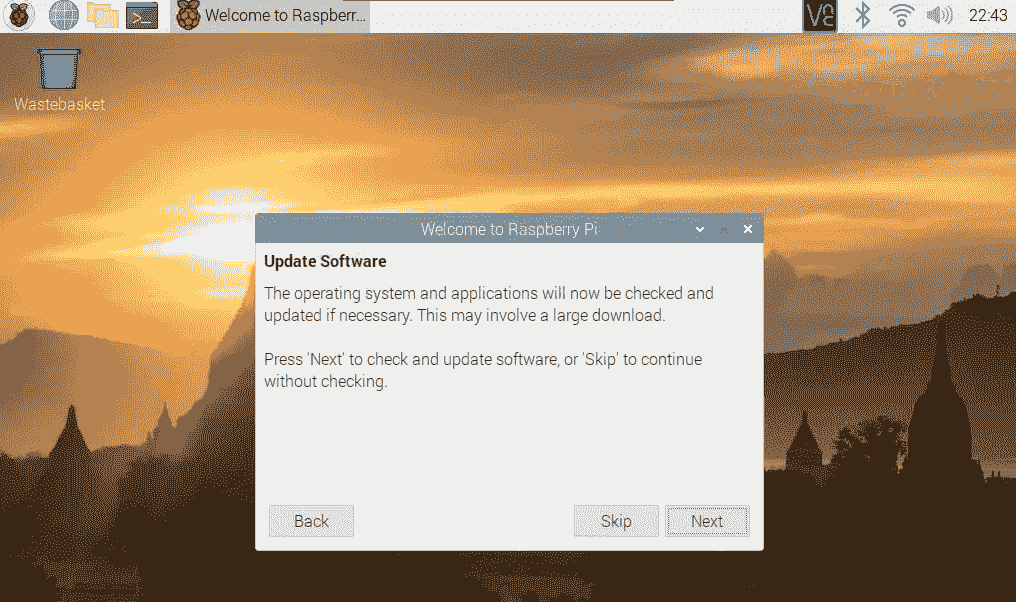 Welcome to Raspberr...
22:43
Wastebasket
Welcome to Raspberry Pi
Update Software
The operating system and applications will now be checked and
updated if necessary. This may involve a large download.
Press 'Next' to check and update software, or 'Skip' to continue
without checking.
Back
Skip
Next